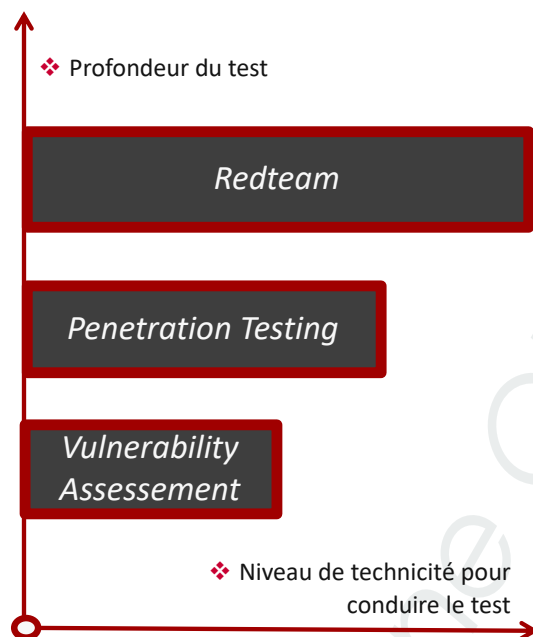 Profondeur du test
Redteam
Penetration Testing
Vulnerability
Assessement
Niveau de technicité pour
conduire le test